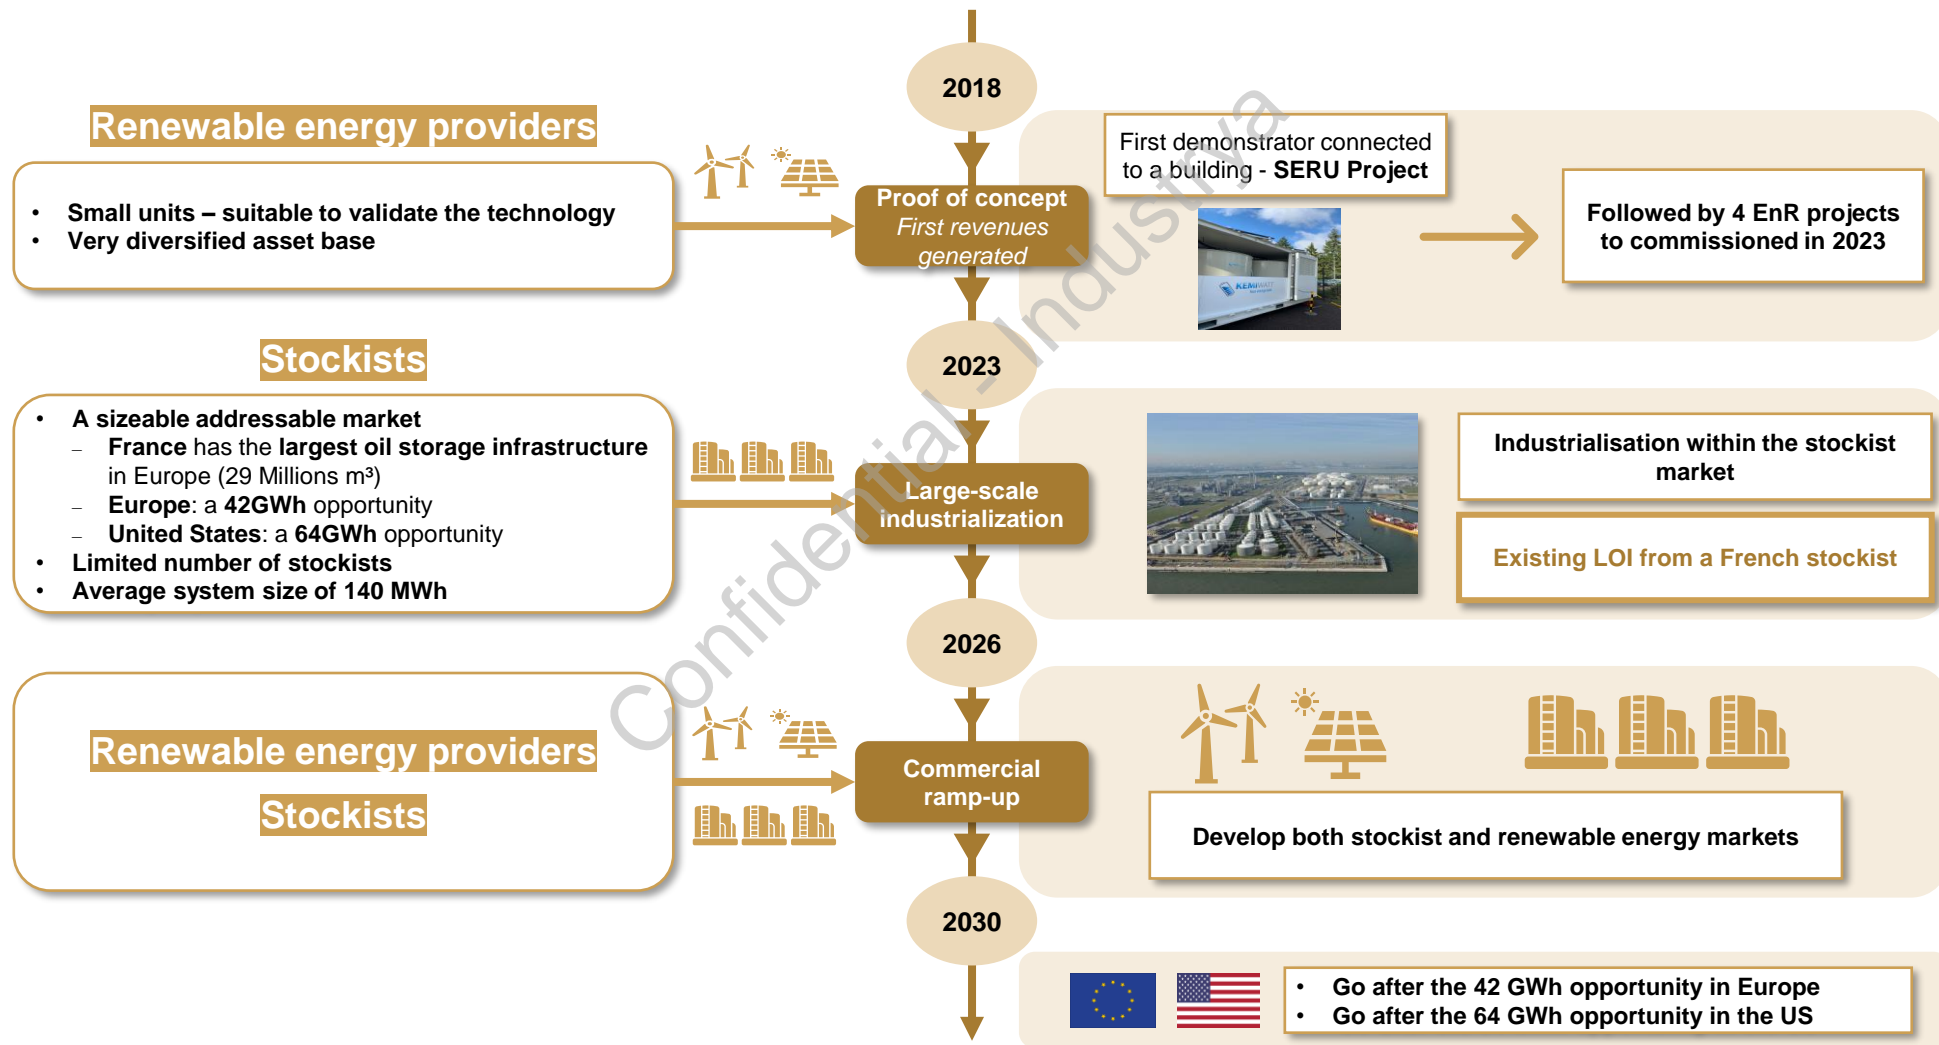 2018
Renewable energy providers
• Small units – suitable to validate the technology
• Very diversified asset base
Proof of concept
First revenues
generated
First demonstrator connected
to a building - SERU Project
KEMIWATT
Followed by 4 EnR projects
to commissioned in 2023
2023
Stockists
• A sizeable addressable market
– France has the largest oil storage infrastructure
in Europe (29 Millions m³)
– Europe: a 42GWh opportunity
– United States: a 64GWh opportunity
• Limited number of stockists
• Average system size of 140 MWh
Large-scale
industrialization
Industrialisation within the stockist
market
Existing LOI from a French stockist
2026
Renewable energy providers
Stockists
Commercial
ramp-up
Develop both stockist and renewable energy markets
2030
• Go after the 42 GWh opportunity in Europe
• Go after the 64 GWh opportunity in the US
Confidential - Industrya